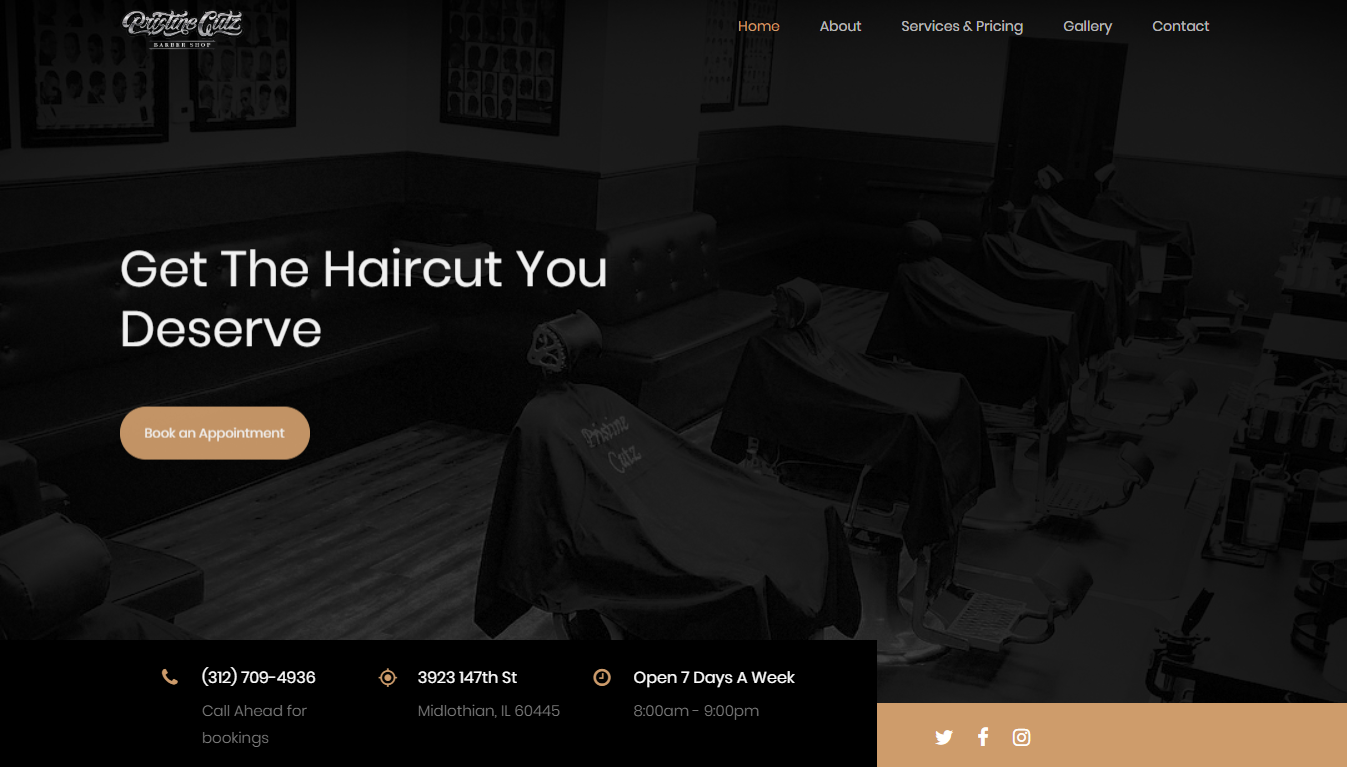 Pristine Cutz
BARBER SHOP
Home
About
Services & Pricing
Gallery
Contact
Get The Haircut You
Deserve
Book an Appointment
Pristine
Cutz
(312) 709-4936
Call Ahead for
bookings
3923 147th St
Midlothian, IL 60445
Open 7 Days A Week
8:00am - 9:00pm